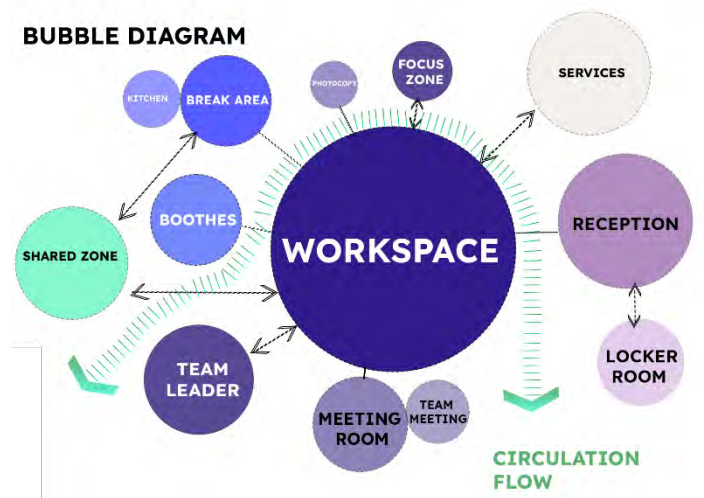 BUBBLE DIAGRAM
KITCHEN
BREAK AREA
PHOTOCOPY
FOCUS
ZONE
SERVICES
BOOTHES
SHARED ZONE
WORKSPACE
RECEPTION
TEAM
LEADER
MEETING
ROOM
TEAM
MEETING
LOCKER
ROOM
CIRCULATION
FLOW